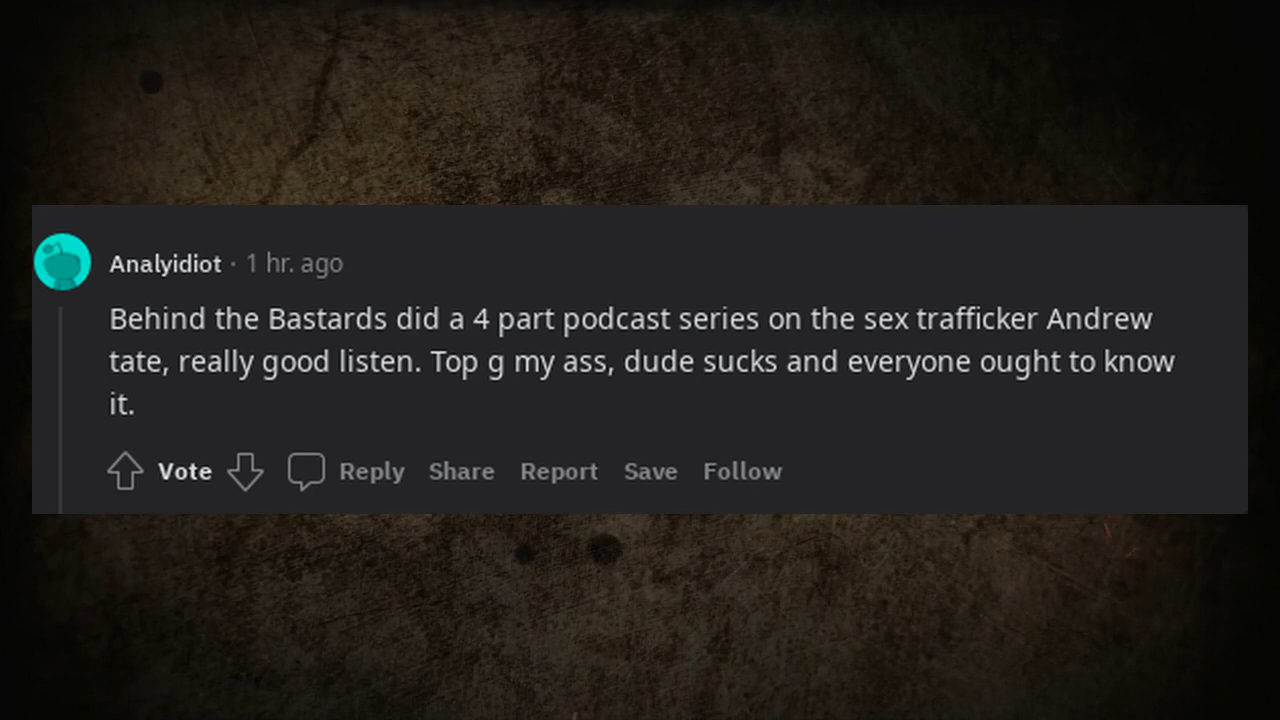 Analyidiot · 1 hr. ago
Behind the Bastards did a 4 part podcast series on the sex trafficker Andrew
tate, really good listen. Top g my ass, dude sucks and everyone ought to know
it.
Vote Reply Share Report Save Follow